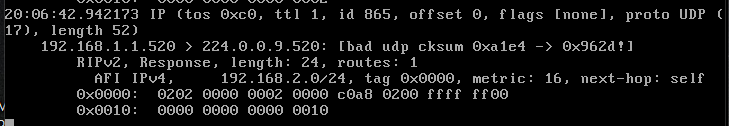 20:06:42.942173 IP (tos 0xc0, ttl 1, id 865, offset 0, flags [none], proto UDP (
17), length 52)
192.168.1.1.520 > 224.0.0.9.520: [bad udp cksum 0xa1e4 -> 0x962d!]
RIPv2, Response, length: 24, routes: 1
AFI IPv4, 192.168.2.0/24, tag 0x0000, metric: 16, next-hop: self
0x0000: 0202 0000 0002 0000 c0a8 0200 ffff ff00
0x0010: 0000 0000 0000 0010